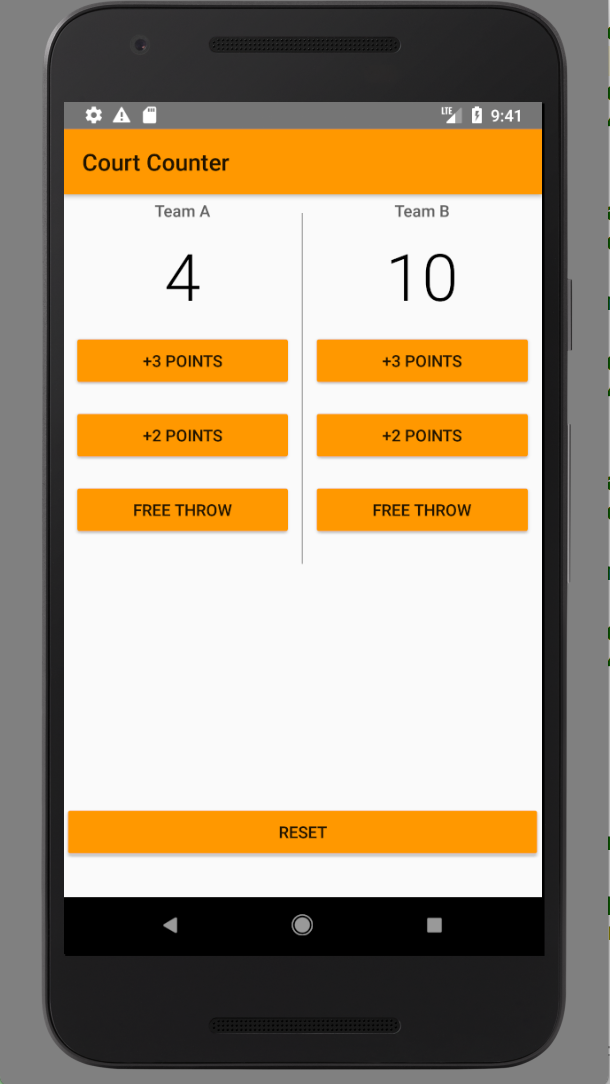 LTE 9:41
Court Counter
Team A Team B
4 10
+3 POINTS +3 POINTS
+2 POINTS +2 POINTS
FREE THROW FREE THROW
RESET